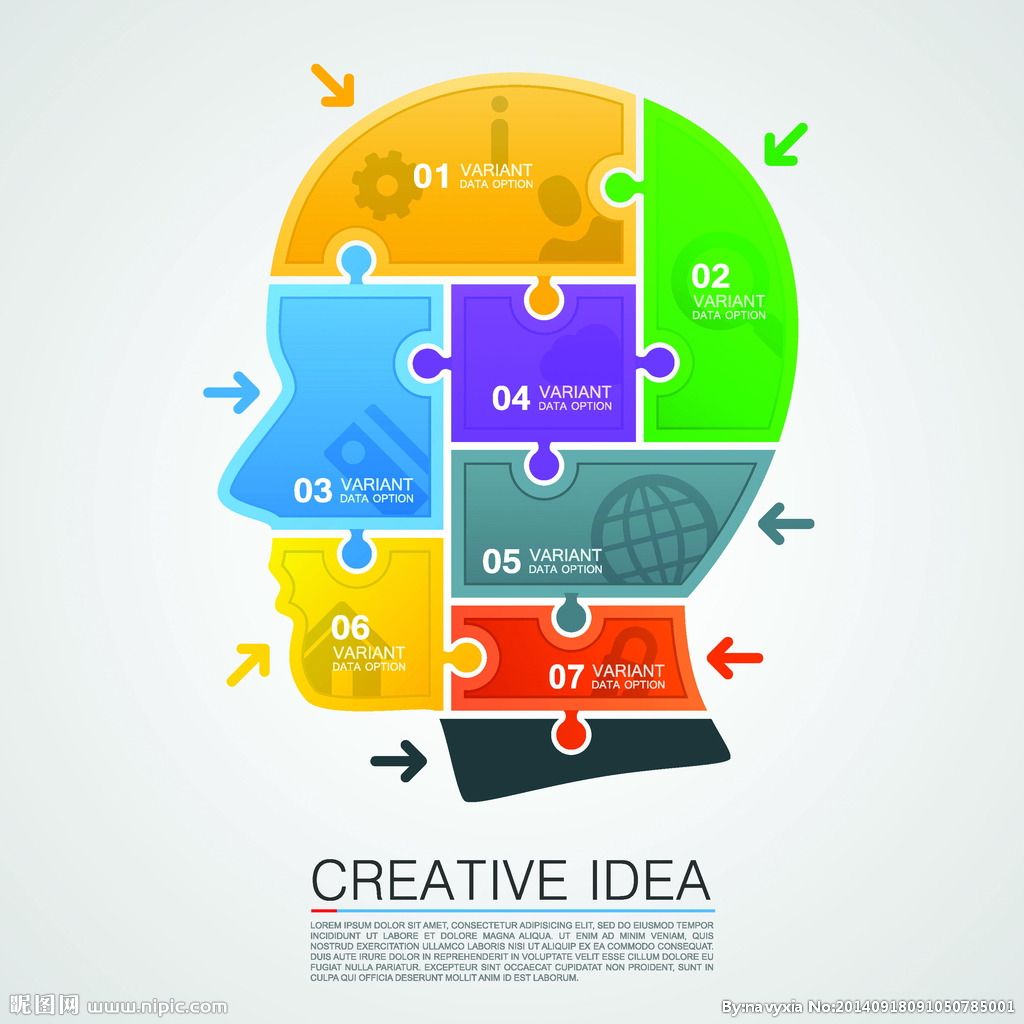 01 VARIANT
DATA OPTION
02
VARIANT
DATA OPTION
03 VARIANT
DATA OPTION
04 VARIANT
DATA OPTION
05 VARIANT
DATA OPTION
06
VARIANT
DATA OPTION
07 VARIANT
DATA OPTION
CREATIVE IDEA
LOREM IPSUM DOLOR SIT AMET, CONSECTETUR ADIPISICING ELIT, SED DO EIUSMOD TEMPOR
INCIDIDUNT UT LABORE ET DOLORE MAGNA ALIQUA. UT ENIM AD MINIM VENIAM, QUIS
NOSTRUD EXERCITATION ULLAMCO LABORIS NISI UT ALIQUIP EX EA COMMODO CONSEQUAT.
DUIS AUTE IRURE DOLOR IN REPREHENDERIT IN VOLUPTATE VELIT ESSE CILLUM DOLORE EU
FUGIAT NULLA PARIATUR. EXCEPTEUR SINT OCCAECAT CUPIDATAT NON PROIDENT, SUNT IN
CULPA QUI OFFICIA DESERUNT MOLLIT ANIM ID EST LABORUM.
昵图网 www.nipic.com
By:navyxia No:20140918091050785001